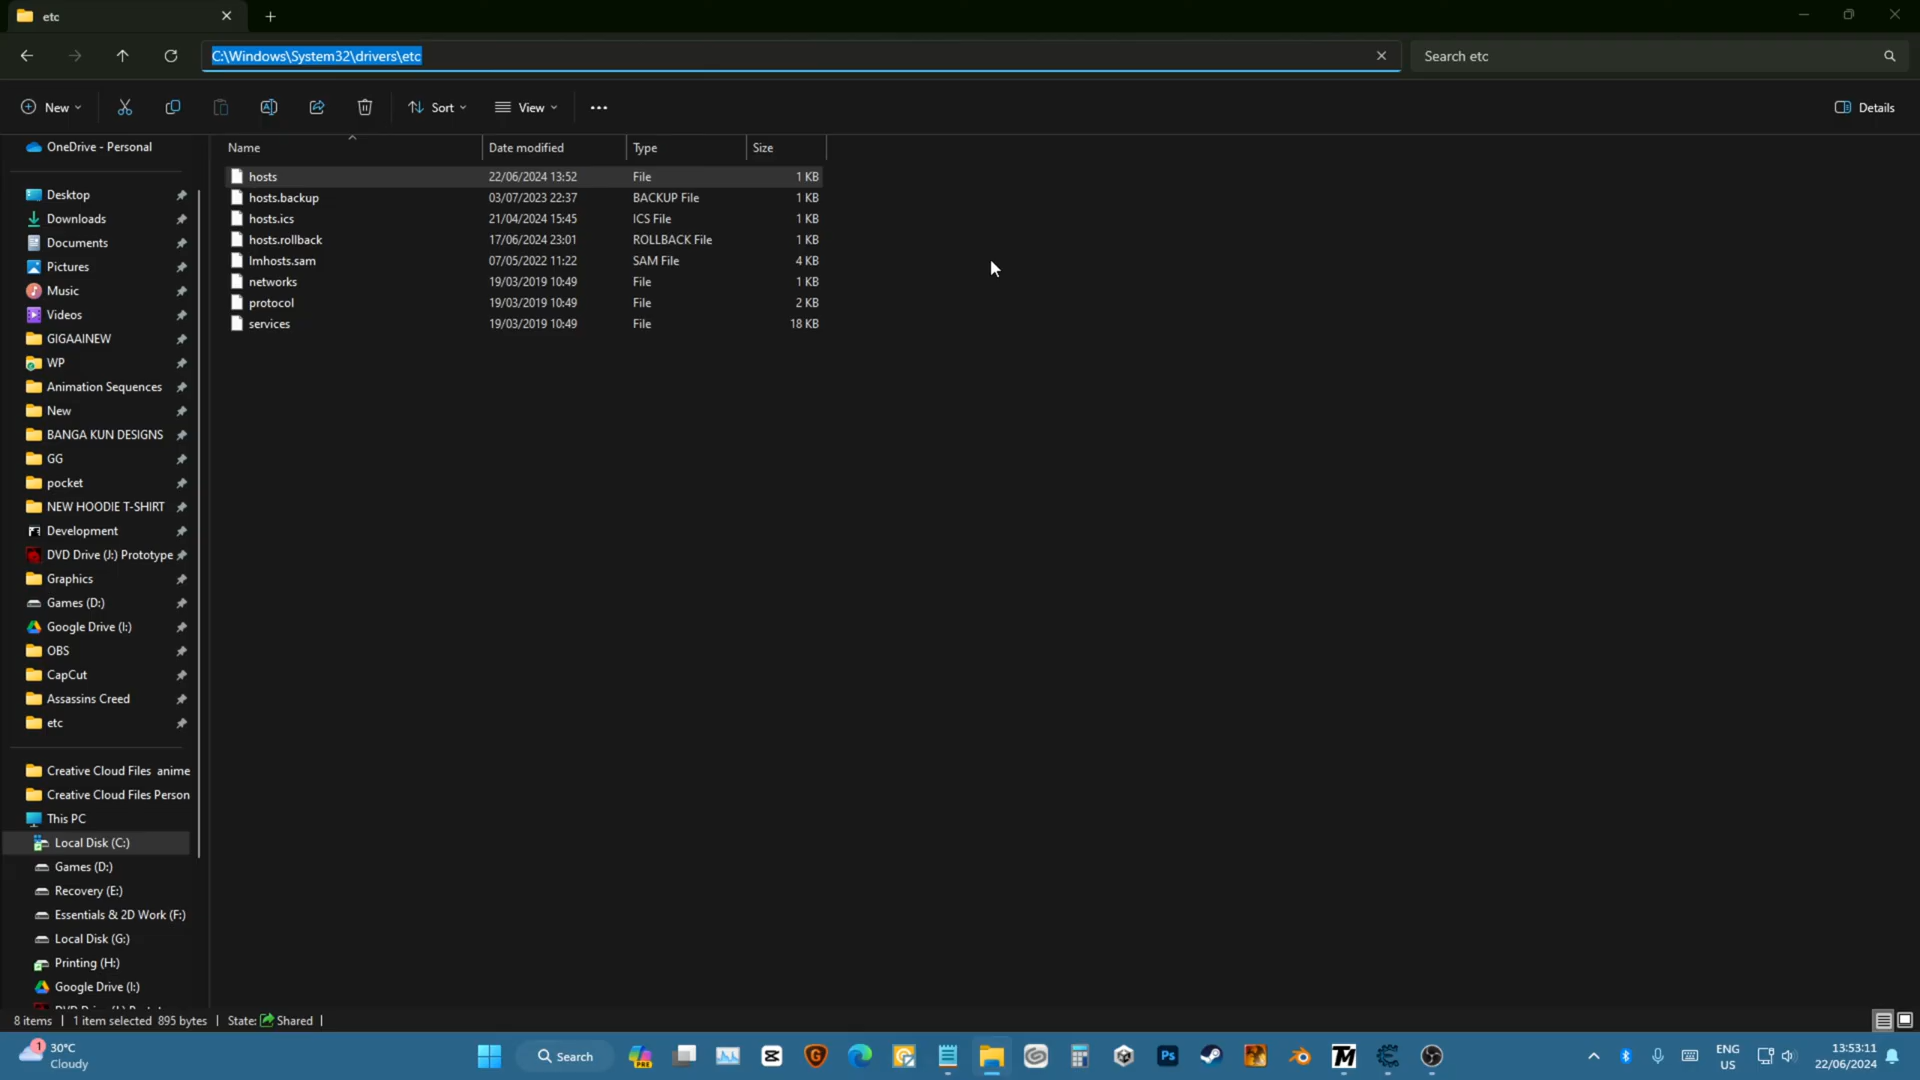 etc
C:\Windows\System32\drivers\etc
Search etc
New
Sort
View
Details
Name Date modified Type Size
hosts 22/06/2024 13:52 File 1 KB
hosts.backup 03/07/2023 22:37 BACKUP File 1 KB
hosts.ics 21/04/2024 15:45 ICS File 1 KB
hosts.rollback 17/06/2024 23:01 ROLLBACK File 1 KB
lmhosts.sam 07/05/2022 11:22 SAM File 4 KB
networks 19/03/2019 10:49 File 1 KB
protocol 19/03/2019 10:49 File 2 KB
services 19/03/2019 10:49 File 18 KB
OneDrive - Personal
Desktop
Downloads
Documents
Pictures
Music
Videos
GIGAAINEW
WP
Animation Sequences
New
BANGA KUN DESIGNS
GG
pocket
NEW HOODIE T-SHIRT
Development
DVD Drive (J:) Prototype
Graphics
Games (D:)
Google Drive (I:)
OBS
CapCut
Assassins Creed
etc
Creative Cloud Files anime
Creative Cloud Files Person
This PC
Local Disk (C:)
Games (D:)
Recovery (E:)
Essentials & 2D Work (F:)
Local Disk (G:)
Printing (H:)
Google Drive (I:)
8 items 1 item selected 895 bytes State: Shared
1
30°C
Cloudy
Search
PRE
Ps
ENG
US
13:53:11
22/06/2024